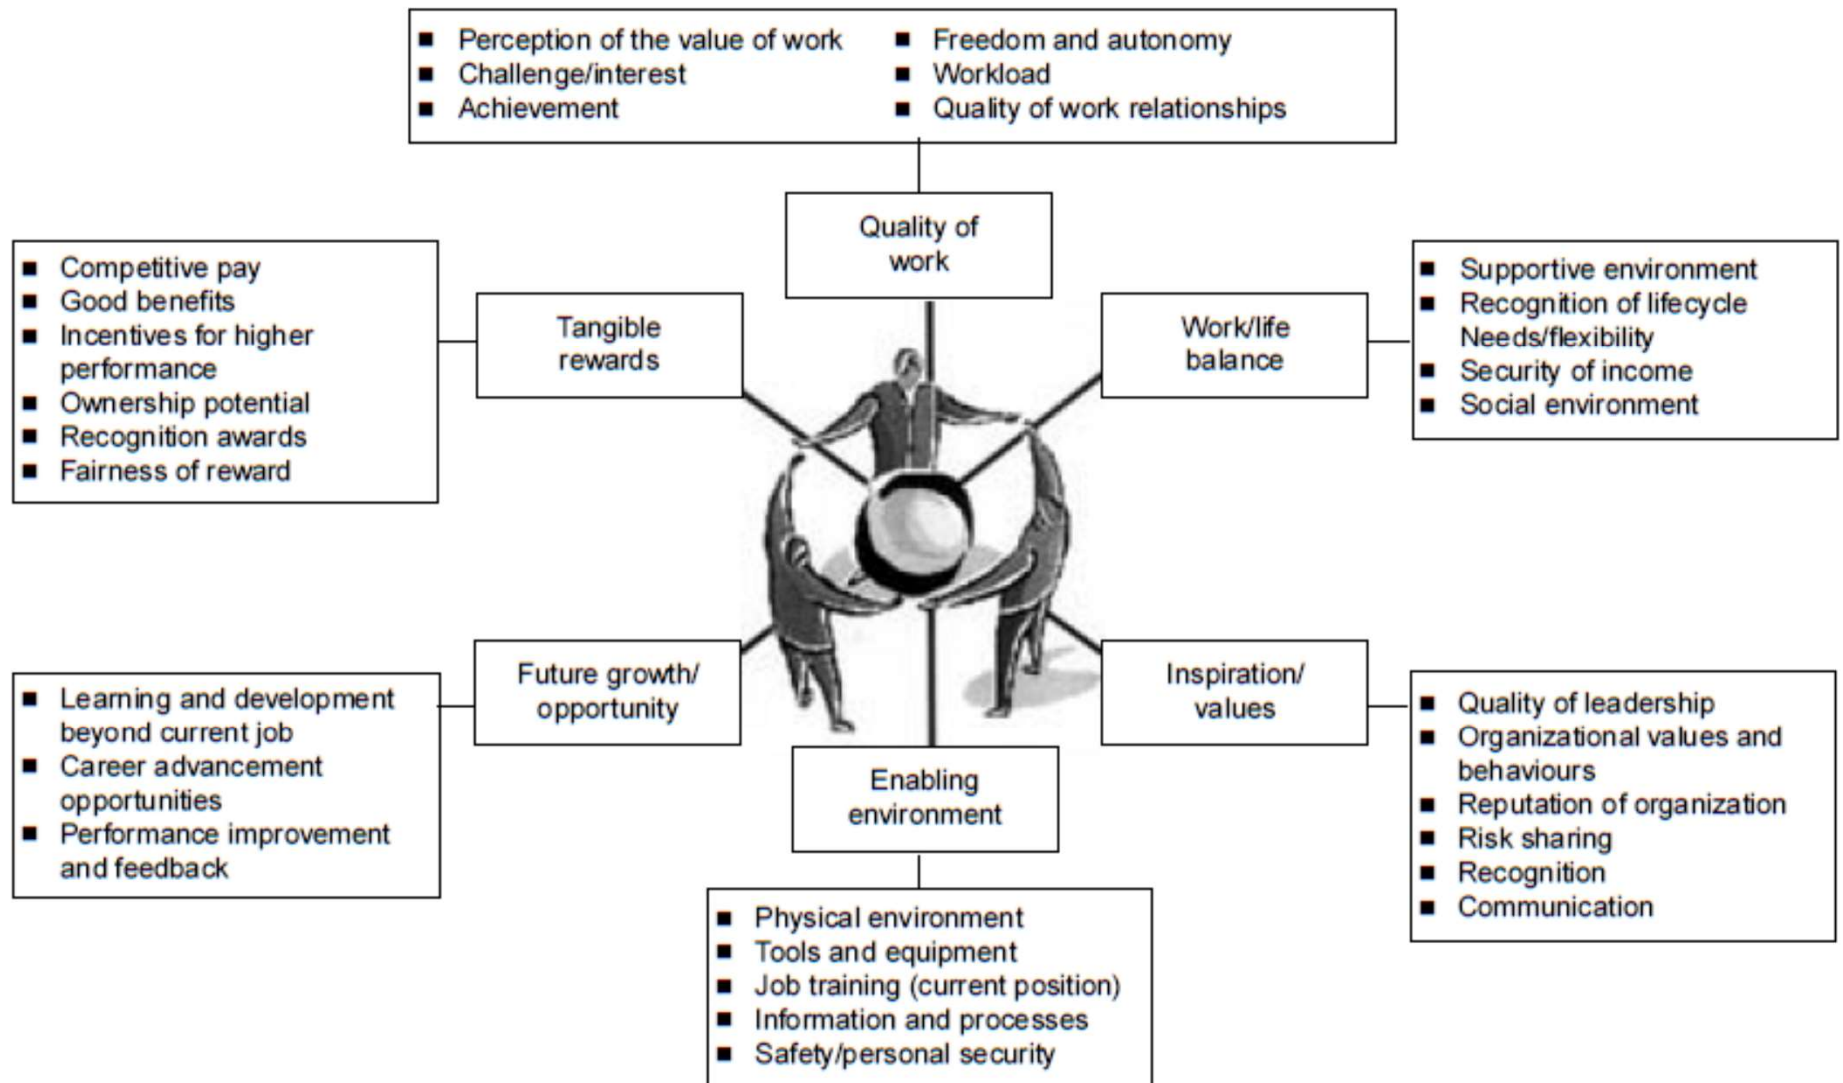 ■ Perception of the value of work
■ Challenge/interest
■ Achievement
■ Freedom and autonomy
■ Workload
■ Quality of work relationships
Quality of
work
■ Competitive pay
■ Good benefits
■ Incentives for higher
performance
■ Ownership potential
■ Recognition awards
■ Fairness of reward
Tangible
rewards
Work/life
balance
■ Supportive environment
■ Recognition of lifecycle
Needs/flexibility
■ Security of income
■ Social environment
■ Learning and development
beyond current job
■ Career advancement
opportunities
■ Performance improvement
and feedback
Future growth/
opportunity
Inspiration/
values
■ Quality of leadership
■ Organizational values and
behaviours
■ Reputation of organization
■ Risk sharing
■ Recognition
■ Communication
Enabling
environment
■ Physical environment
■ Tools and equipment
■ Job training (current position)
■ Information and processes
■ Safety/personal security